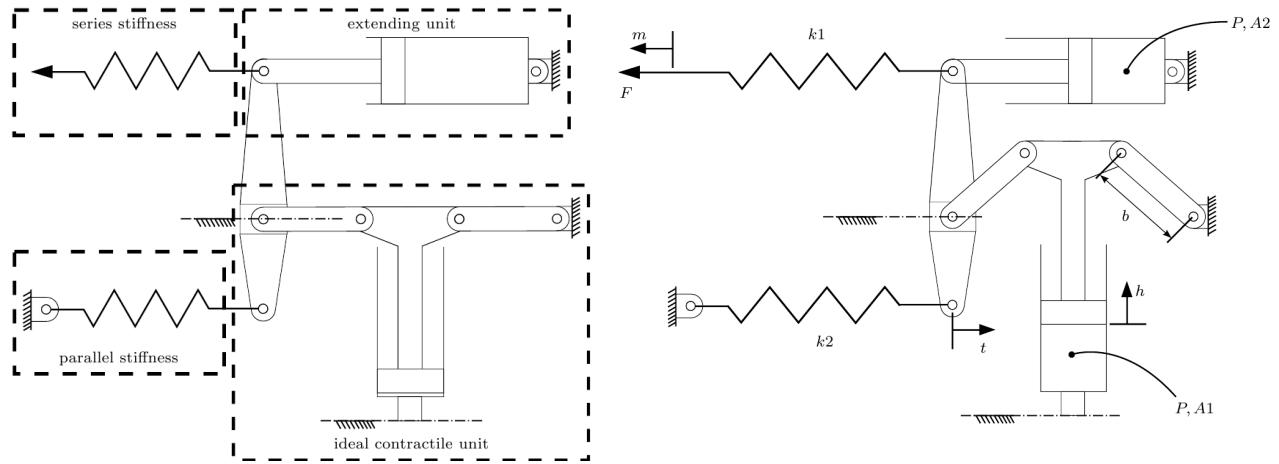 series stiffness
extending unit
parallel stiffness
ideal contractile unit
m
F
k1
P, A2
b
h
k2
t
P, A1